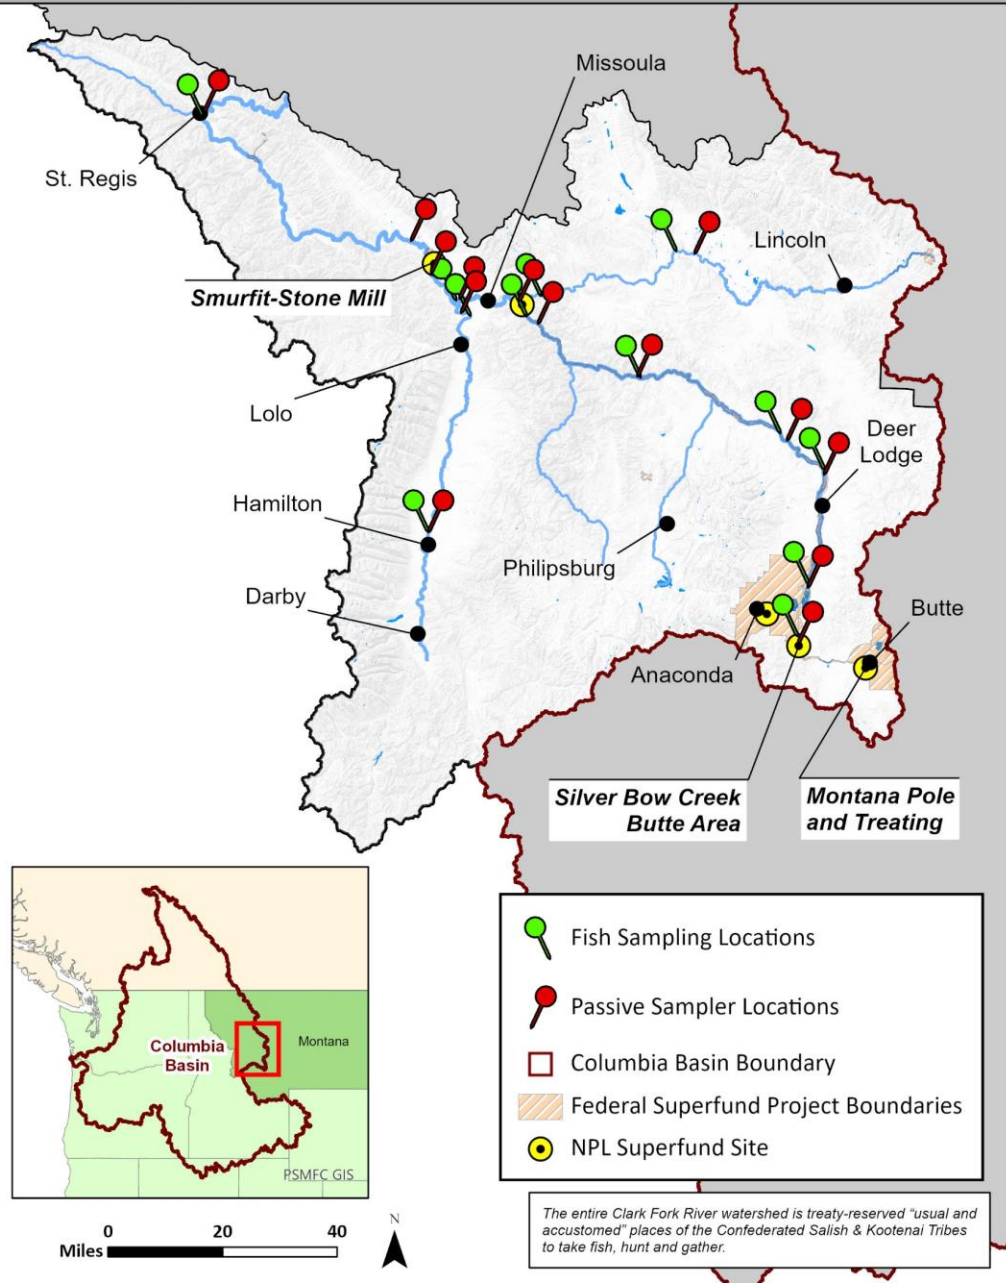 Missoula
St. Regis
Lincoln
Smurfit-Stone Mill
Lolo
Deer
Lodge
Hamilton
Philipsburg
Darby
Butte
Anaconda
Silver Bow Creek
Butte Area
Montana Pole
and Treating
Columbia
Basin
Montana
PSMFC GIS
0 20 40
Miles
N
Fish Sampling Locations
Passive Sampler Locations
Columbia Basin Boundary
Federal Superfund Project Boundaries
NPL Superfund Site
The entire Clark Fork River watershed is treaty-reserved “usual and
accustomed” places of the Confederated Salish & Kootenai Tribes
to take fish, hunt and gather.